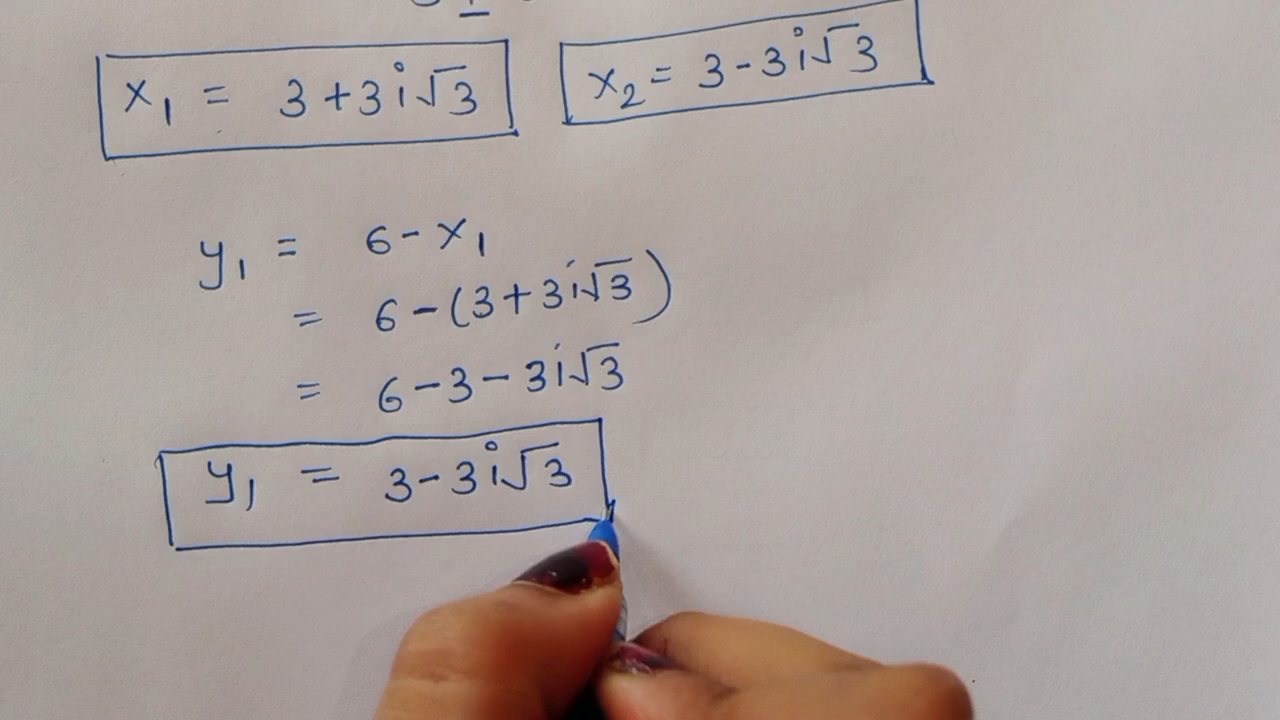 x₁ = 3+3i√3 x₂ = 3-3i√3
y₁ = 6-x₁
= 6-(3+3i√3)
= 6-3-3i√3
y₁ = 3-3i√3